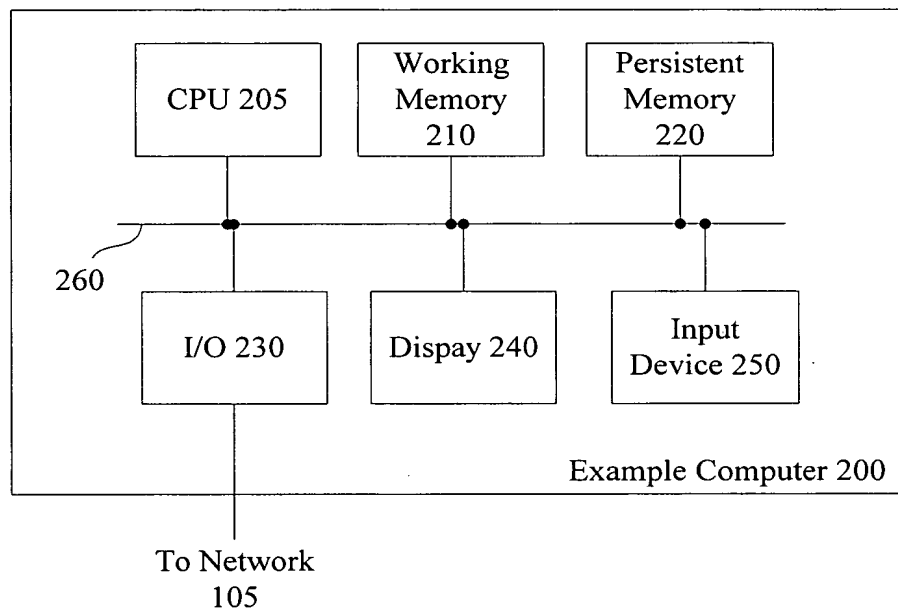 CPU 205
Working
Memory
210
Persistent
Memory
220
260
I/O 230
Dispay 240
Input
Device 250
Example Computer 200
To Network
105